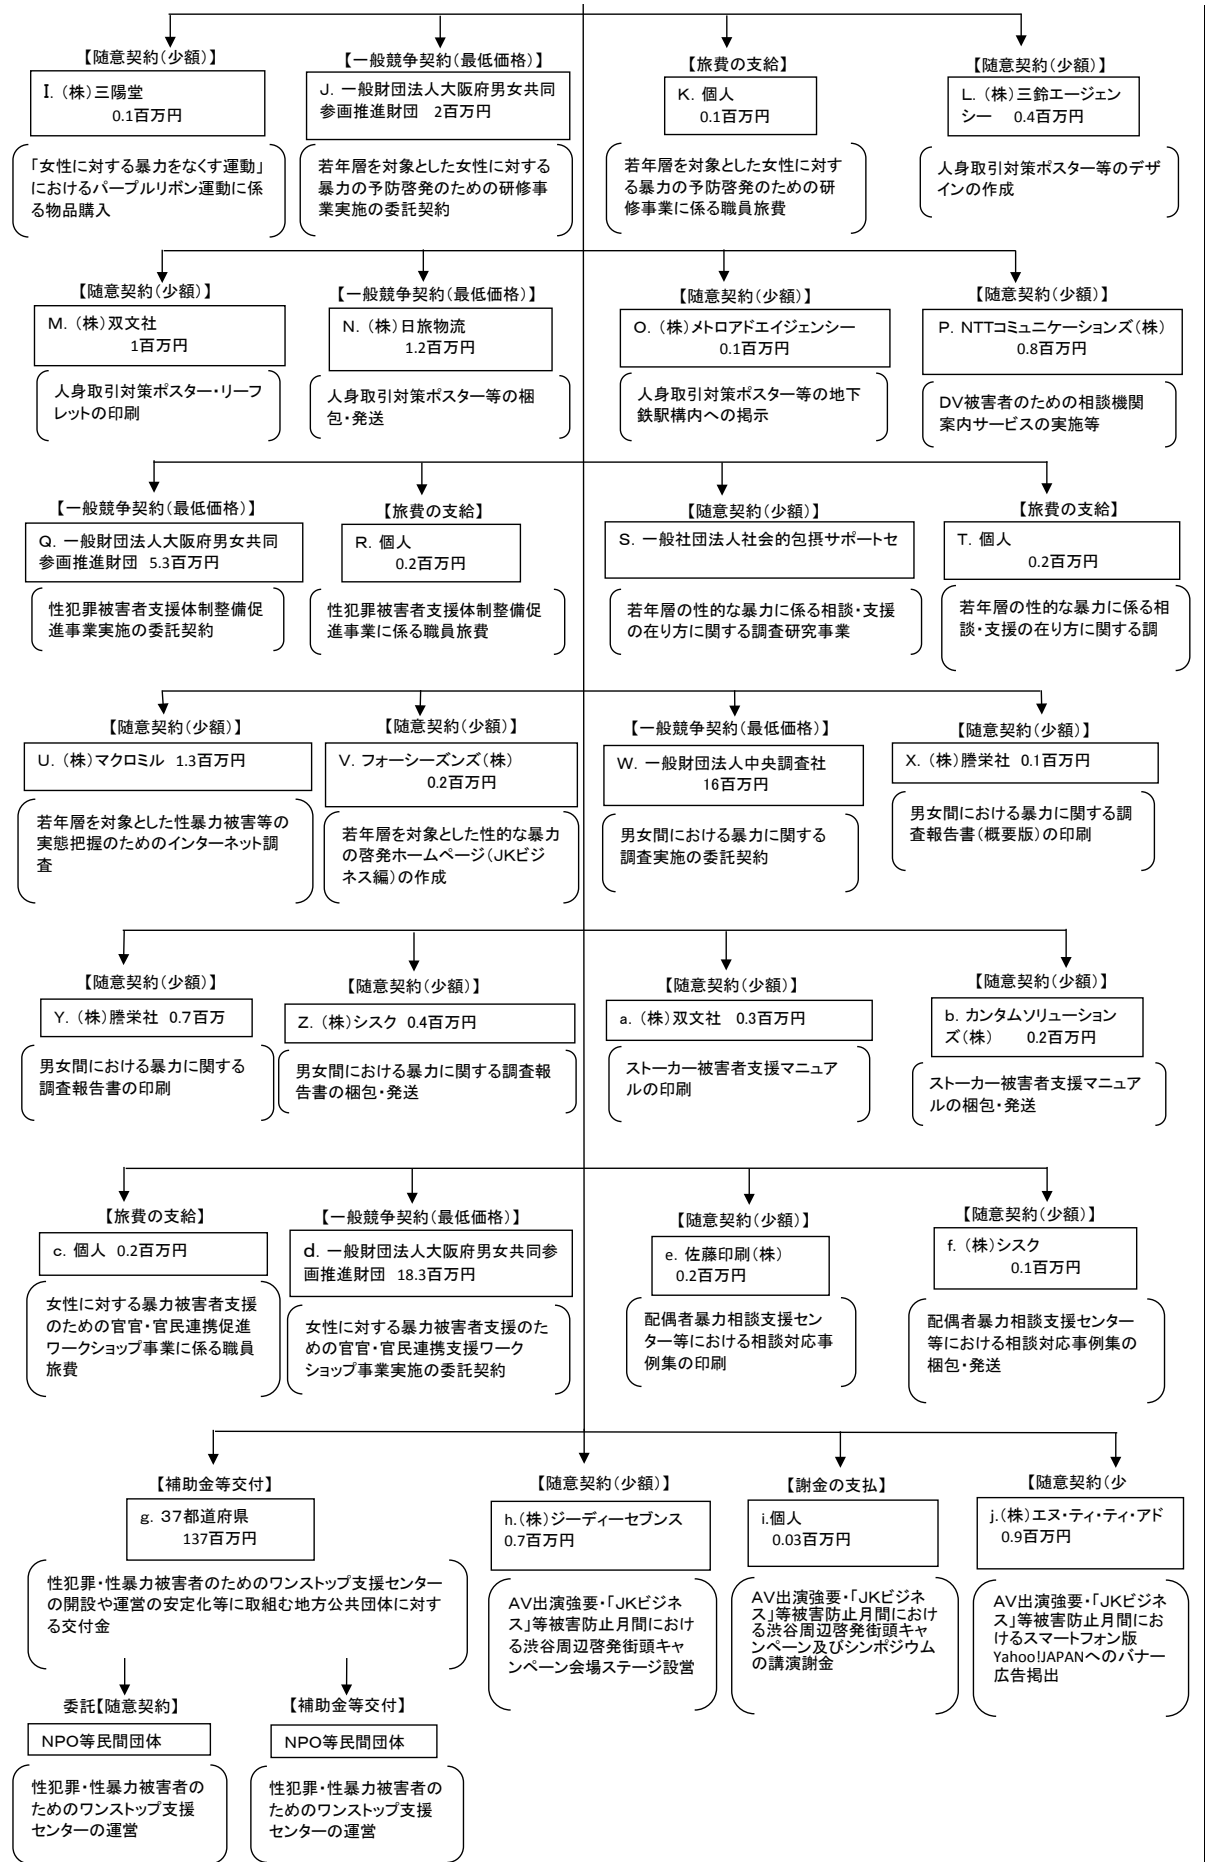 【随意契約(少額)】
I. (株)三陽堂
0.1百万円
「女性に対する暴力をなくす運動」
におけるパープルリボン運動に係
る物品購入
【一般競争契約(最低価格)】
J. 一般財団法人大阪府男女共同
参画推進財団 2百万円
若年層を対象とした女性に対する
暴力の予防啓発のための研修事
業実施の委託契約
【旅費の支給】
K. 個人
0.1百万円
若年層を対象とした女性に対す
る暴力の予防啓発のための研
修事業に係る職員旅費
【随意契約(少額)】
L. (株)三鈴エージェン
シー 0.4百万円
人身取引対策ポスター等のデザ
インの作成
【随意契約(少額)】
M. (株)双文社
1百万円
人身取引対策ポスター・リーフ
レットの印刷
【一般競争契約(最低価格)】
N. (株)日旅物流
1.2百万円
人身取引対策ポスター等の梱
包・発送
【随意契約(少額)】
O. (株)メトロアドエイジェンシー
0.1百万円
人身取引対策ポスター等の地下
鉄駅構内への掲示
【随意契約(少額)】
P. NTTコミュニケーションズ(株)
0.8百万円
DV被害者のための相談機関
案内サービスの実施等
【一般競争契約(最低価格)】
Q. 一般財団法人大阪府男女共同
参画推進財団 5.3百万円
性犯罪被害者支援体制整備促
進事業実施の委託契約
【旅費の支給】
R. 個人
0.2百万円
性犯罪被害者支援体制整備促
進事業に係る職員旅費
【随意契約(少額)】
S. 一般社団法人社会的包摂サポートセ
若年層の性的な暴力に係る相談・支援
の在り方に関する調査研究事業
【旅費の支給】
T. 個人
0.2百万円
若年層の性的な暴力に係る相
談・支援の在り方に関する調
【随意契約(少額)】
U. (株)マクロミル 1.3百万円
若年層を対象とした性暴力被害等の
実態把握のためのインターネット調
査
【随意契約(少額)】
V. フォーシーズンズ(株)
0.2百万円
若年層を対象とした性的な暴力
の啓発ホームページ(JKビジ
ネス編)の作成
【一般競争契約(最低価格)】
W. 一般財団法人中央調査社
16百万円
男女間における暴力に関する
調査実施の委託契約
【随意契約(少額)】
X. (株)謄栄社 0.1百万円
男女間における暴力に関する調
査報告書(概要版)の印刷
【随意契約(少額)】
Y. (株)謄栄社 0.7百万
男女間における暴力に関する
調査報告書の印刷
【随意契約(少額)】
Z. (株)シスク 0.4百万円
男女間における暴力に関する調査報
告書の梱包・発送
【随意契約(少額)】
a. (株)双文社 0.3百万円
ストーカー被害者支援マニュア
ルの印刷
【随意契約(少額)】
b. カンタムソリューション
ズ(株) 0.2百万円
ストーカー被害者支援マニュア
ルの梱包・発送
【旅費の支給】
c. 個人 0.2百万円
女性に対する暴力被害者支援
のための官官・官民連携促進
ワークショップ事業に係る職員
旅費
【一般競争契約(最低価格)】
d. 一般財団法人大阪府男女共同参
画推進財団 18.3百万円
女性に対する暴力被害者支援のた
めの官官・官民連携支援ワーク
ショップ事業実施の委託契約
【随意契約(少額)】
e. 佐藤印刷(株)
0.2百万円
配偶者暴力相談支援セン
ター等における相談対応事
例集の印刷
【随意契約(少額)】
f. (株)シスク
0.1百万円
配偶者暴力相談支援センター
等における相談対応事例集の
梱包・発送
【補助金等交付】
g. 37都道府県
137百万円
性犯罪・性暴力被害者のためのワンストップ支援センター
の開設や運営の安定化等に取組む地方公共団体に対す
る交付金
【随意契約(少額)】
h.(株)ジーディーセブンス
0.7百万円
AV出演強要・「JKビジネ
ス」等被害防止月間におけ
る渋谷周辺啓発街頭キャ
ンペーン会場ステージ設営
【謝金の支払】
i.個人
0.03百万円
AV出演強要・「JKビジネ
ス」等被害防止月間におけ
る渋谷周辺啓発街頭キャ
ンペーン及びシンポジウム
の講演謝金
【随意契約(少
j.(株)エヌ・ティ・ティ・アド
0.9百万円
AV出演強要・「JKビジネ
ス」等被害防止月間にお
けるスマートフォン版
Yahoo!JAPANへのバナー
広告掲出
委託【随意契約】
NPO等民間団体
性犯罪・性暴力被害者の
ためのワンストップ支援
センターの運営
【補助金等交付】
NPO等民間団体
性犯罪・性暴力被害者の
ためのワンストップ支援
センターの運営